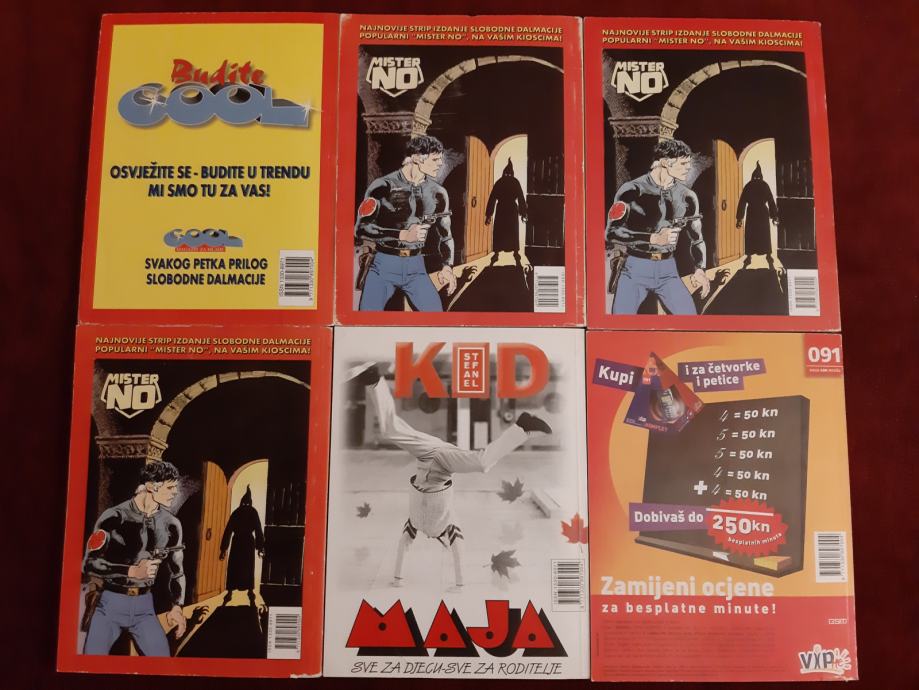 Budite
COOL
OSVJEŽITE SE - BUDITE U TRENDU
MI SMO TU ZA VAS!
COOL
SVAKOG PETKA PRILOG
SLOBODNE DALMACIJE
NAJNOVIJE STRIP IZDANJE SLOBODNE DALMACIJE
POPULARNI "MISTER NO", NA VAŠIM KIOSCIMA!
MISTER
NO
NAJNOVIJE STRIP IZDANJE SLOBODNE DALMACIJE
POPULARNI "MISTER NO", NA VAŠIM KIOSCIMA!
MISTER
NO
NAJNOVIJE STRIP IZDANJE SLOBODNE DALMACIJE
POPULARNI "MISTER NO", NA VAŠIM KIOSCIMA!
MISTER
NO
K STEFANEL D
MAJA
SVE ZA DJECU-SVE ZA RODITELJE
091
Kupi i za četvorke
i petice
4 = 50 kn
5 = 50 kn
5 = 50 kn
4 = 50 kn
+ 4 = 50 kn
Dobivaš do 250kn
besplatnih minuta
Zamijeni ocjene
za besplatne minute!
GSM
VIP